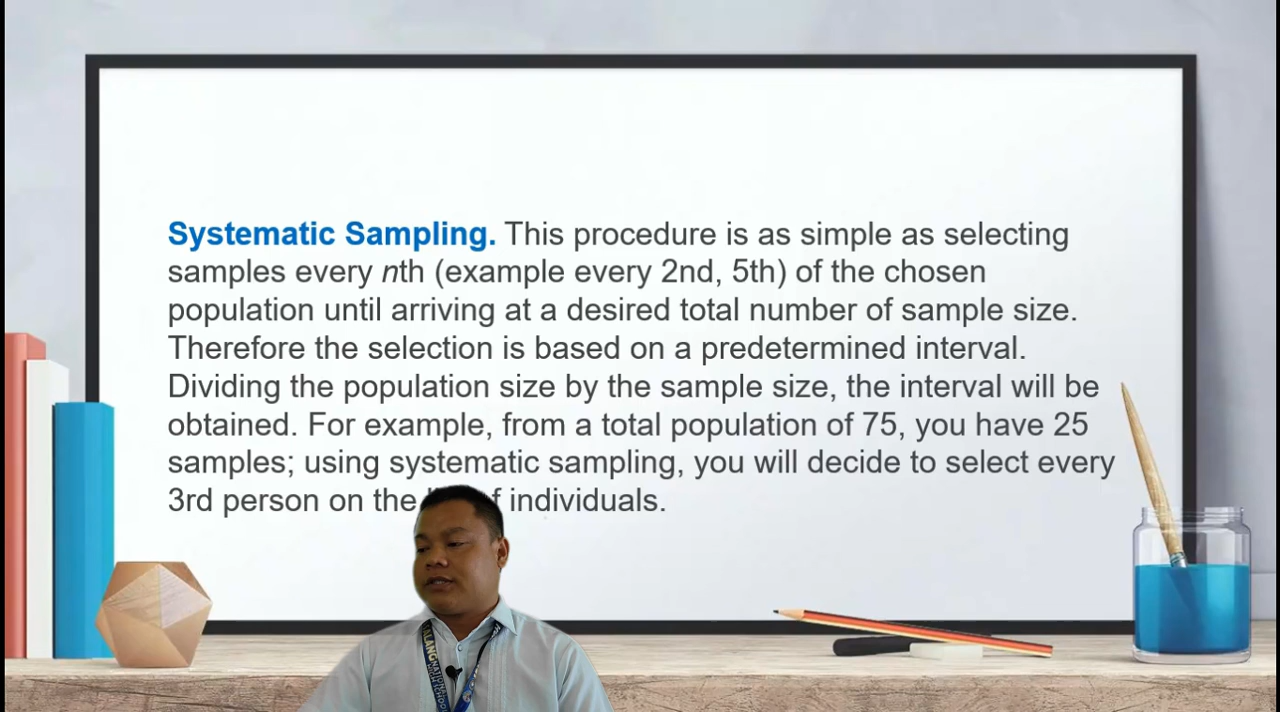 Systematic Sampling. This procedure is as simple as selecting
samples every nth (example every 2nd, 5th) of the chosen
population until arriving at a desired total number of sample size.
Therefore the selection is based on a predetermined interval.
Dividing the population size by the sample size, the interval will be
obtained. For example, from a total population of 75, you have 25
samples; using systematic sampling, you will decide to select every
3rd person on the individuals.
NATIONAL
HIGH SCHOOL